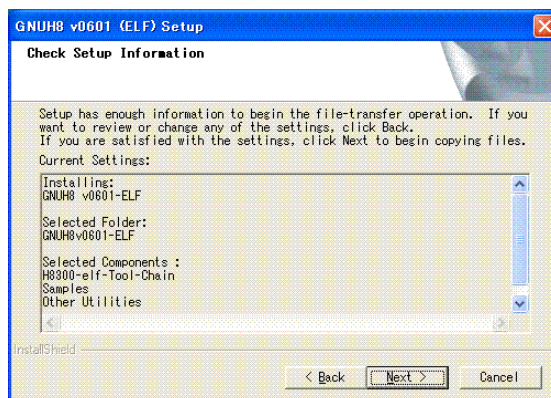 GNUH8 v0601 (ELF) Setup
Check Setup Information
Setup has enough information to begin the file-transfer operation. If you
want to review or change any of the settings, click Back.
If you are satisfied with the settings, click Next to begin copying files.
Current Settings:
Installing:
GNUH8 v0601-ELF
Selected Folder:
GNUH8v0601-ELF
Selected Components :
H8300-elf-Tool-Chain
Samples
Other Utilities
InstallShield
< Back
Next >
Cancel